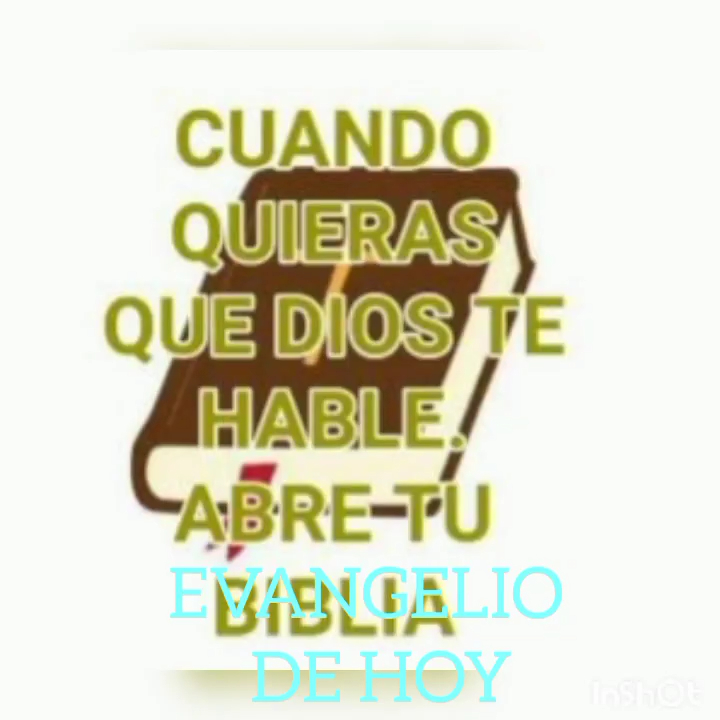 CUANDO
QUIERAS
QUE DIOS TE
HABLE.
ABRE TU
BIBLIA
EVANGELIO
DE HOY
InShOt